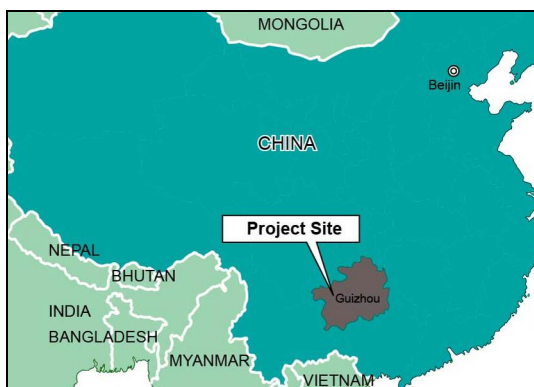 MONGOLIA
Beijin
CHINA
Project Site
NEPAL
BHUTAN
Guizhou
INDIA
BANGLADESH
MYANMAR
VIETNAM